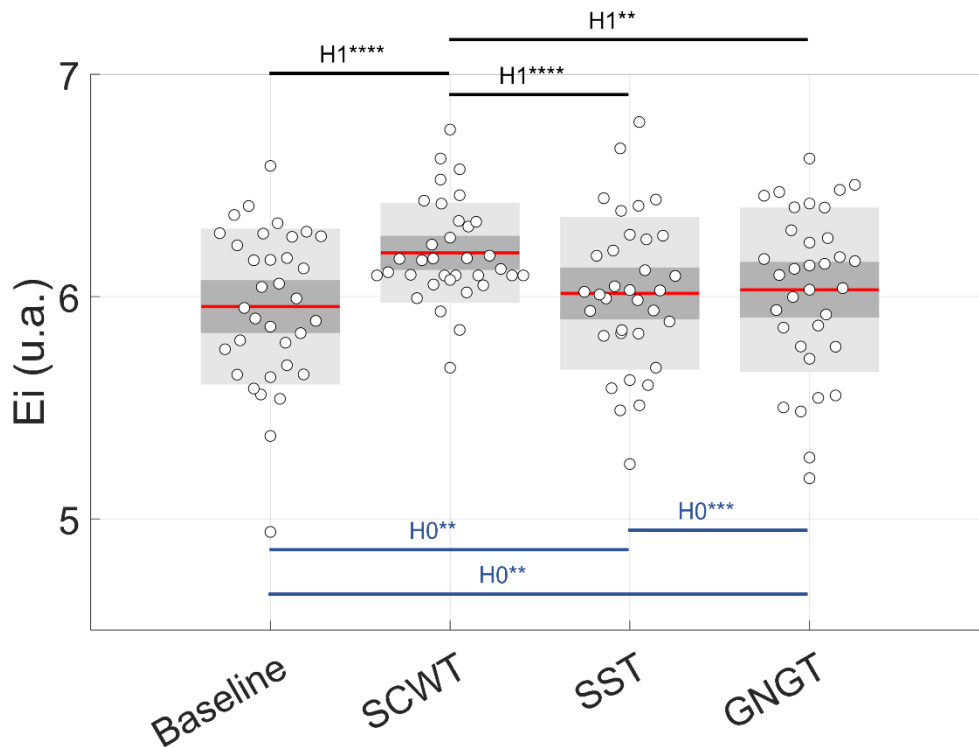 H1**
H1****
H1****
7
6
5
Ei (u.a.)
H0***
H0**
H0**
Baseline
SCWT
SST
GNGT